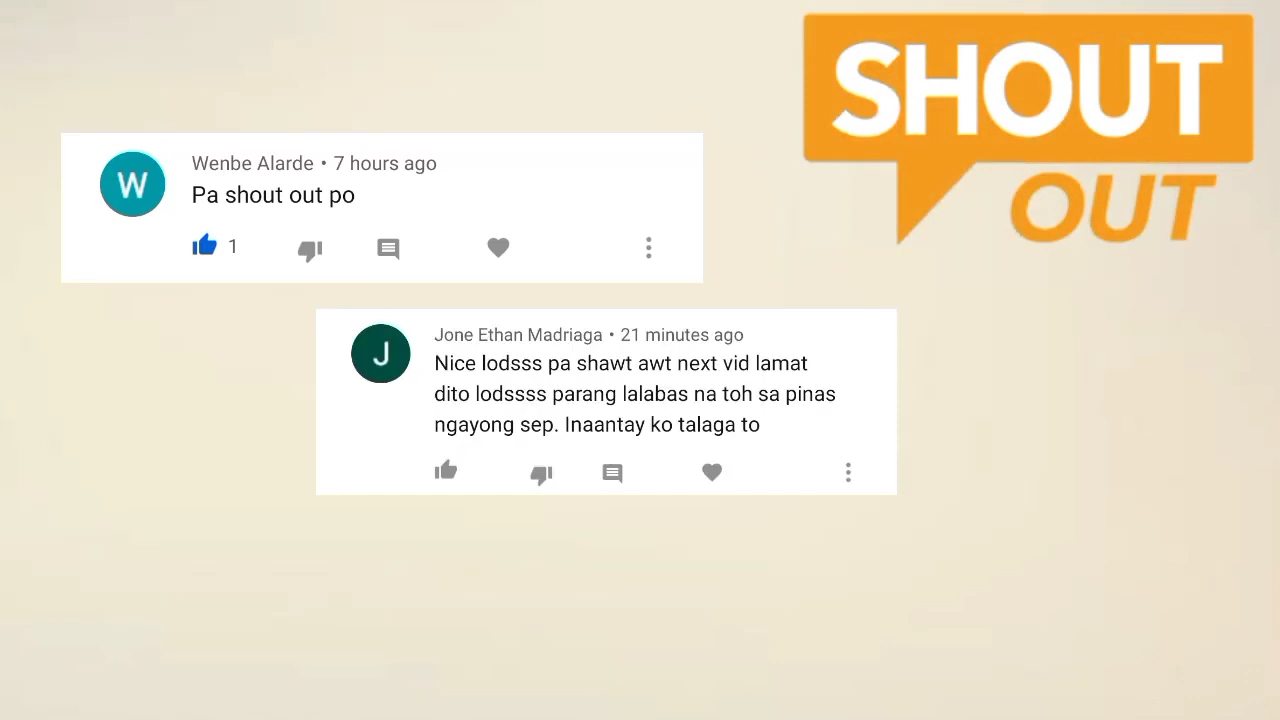 SHOUT
OUT
W
Wenbe Alarde • 7 hours ago
Pa shout out po
1
J
Jone Ethan Madriaga • 21 minutes ago
Nice lodsss pa shawt awt next vid lamat
dito lodssss parang lalabas na toh sa pinas
ngayong sep. Inaantay ko talaga to